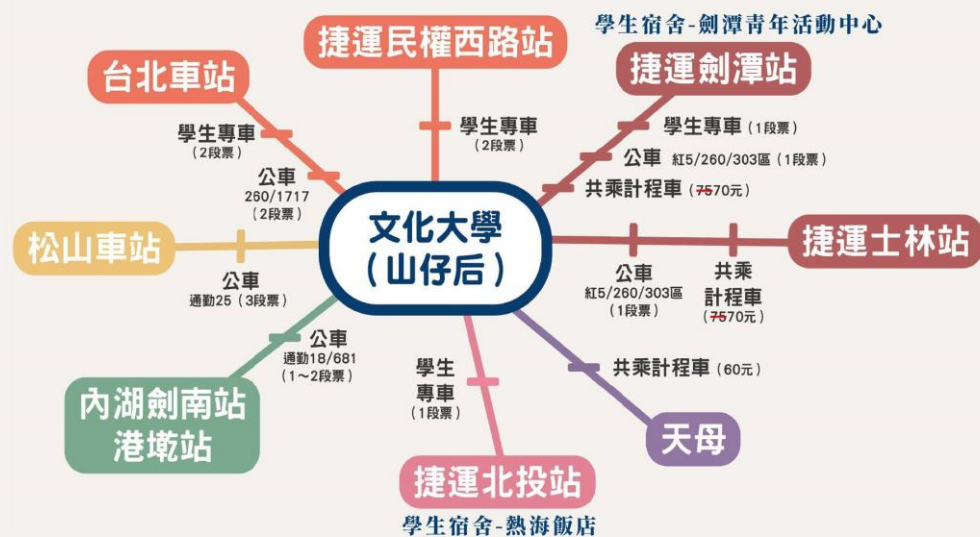 學生宿舍-劍潭青年活動中心
捷運民權西路站
捷運劍潭站
台北車站
學生專車
(2段票)
公車
260/1717
(2段票)
學生專車
(2段票)
學生專車 (1段票)
公車 紅5/260/303區 (1段票)
共乘計程車 (7570元)
文化大學
(山仔后)
松山車站
公車
通勤25 (3段票)
捷運士林站
公車
紅5/260/303區
(1段票)
共乘
計程車
(7570元)
公車
通勤18/681
(1~2段票)
內湖劍南站
港墘站
學生
專車
(1段票)
共乘計程車 (60元)
天母
捷運北投站
學生宿舍-熱海飯店